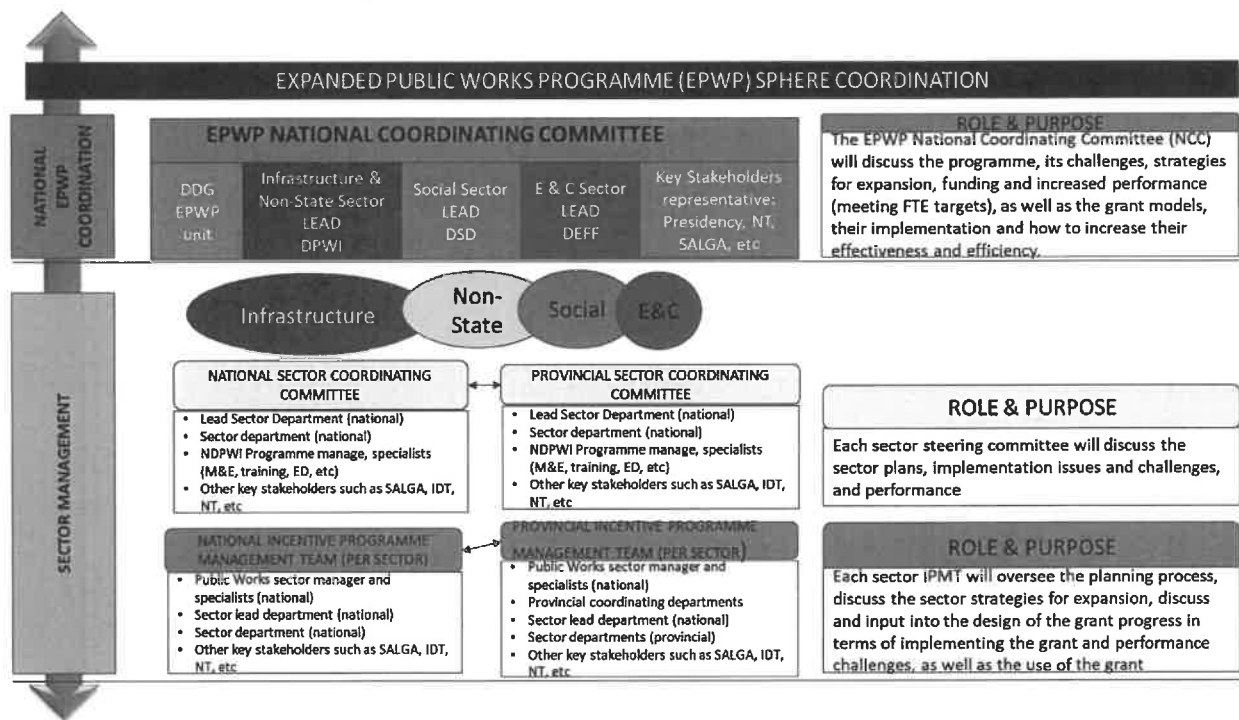 EXPANDED PUBLIC WORKS PROGRAMME (EPWP) SPHERE COORDINATION
NATIONAL
EPWP
COORDINATION
EPWP NATIONAL COORDINATING COMMITTEE
DDG
EPWP
unit
Infrastructure &
Non-State Sector
LEAD
DPWI
Social Sector
LEAD
DSD
E & C Sector
LEAD
DEFF
Key Stakeholders
representative:
Presidency, NT,
SALGA, etc
ROLE & PURPOSE
The EPWP National Coordinating Committee (NCC)
will discuss the programme, its challenges, strategies
for expansion, funding and increased performance
(meeting FTE targets), as well as the grant models,
their implementation and how to increase their
effectiveness and efficiency.
SECTOR MANAGEMENT
Infrastructure
Non-
State
Social
E&C
NATIONAL SECTOR COORDINATING
COMMITTEE
• Lead Sector Department (national)
• Sector department (national)
• NDPWI Programme manage, specialists
(M&E, training, ED, etc)
• Other key stakeholders such as SALGA, IDT,
NT, etc
PROVINCIAL SECTOR COORDINATING
COMMITTEE
• Lead Sector Department (national)
• Sector department (national)
• NDPWI Programme manage, specialists
(M&E, training, ED, etc)
• Other key stakeholders such as SALGA, IDT,
NT, etc
ROLE & PURPOSE
Each sector steering committee will discuss the
sector plans, implementation issues and challenges,
and performance
NATIONAL INCENTIVE PROGRAMME
MANAGEMENT TEAM (PER SECTOR)
• Public Works sector manager and
specialists (national)
• Sector lead department (national)
• Sector department (national)
• Other key stakeholders such as SALGA, IDT,
NT, etc
PROVINCIAL INCENTIVE PROGRAMME
MANAGEMENT TEAM (PER SECTOR)
• Public Works sector manager and
specialists (national)
• Provincial coordinating departments
• Sector lead department (national)
• Sector departments (provincial)
• Other key stakeholders such as SALGA, IDT,
NT, etc
ROLE & PURPOSE
Each sector iPMT will oversee the planning process,
discuss the sector strategies for expansion, discuss
and input into the design of the grant progress in
terms of implementing the grant and performance
challenges, as well as the use of the grant